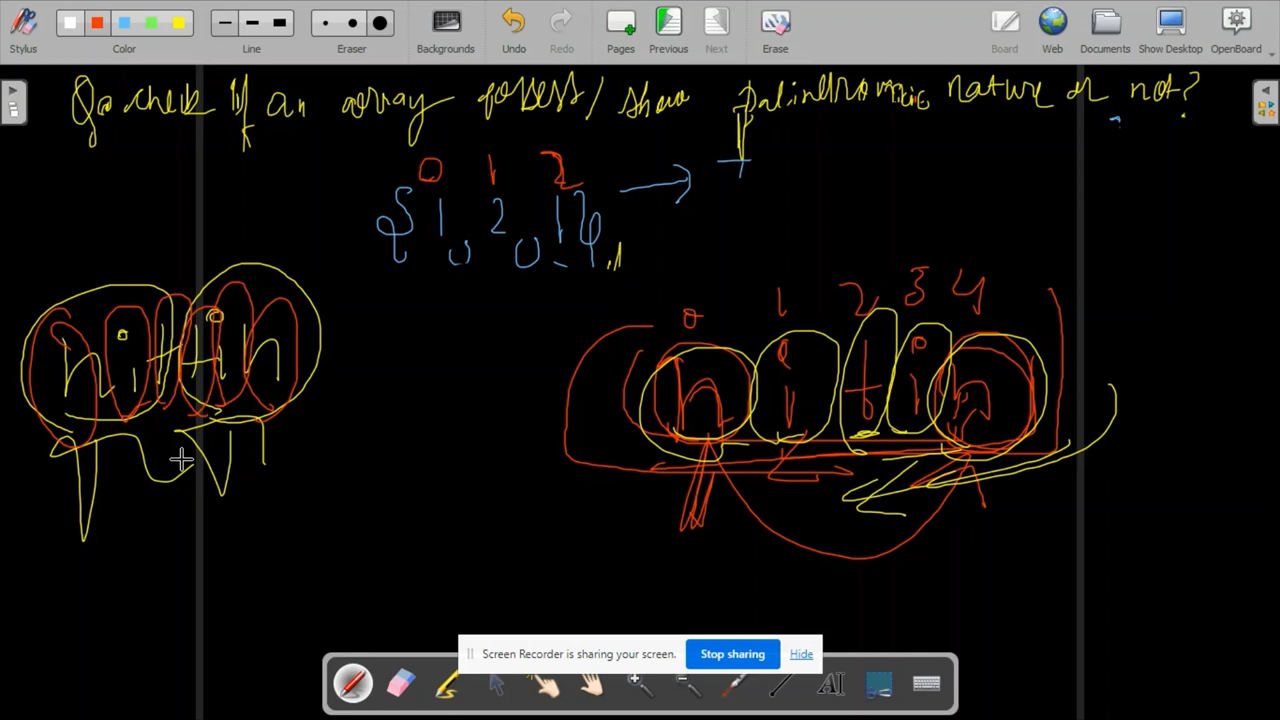 Stylus Color Line Eraser Backgrounds Undo Redo Pages Previous Next Erase Board Web Documents Show Desktop OpenBoard
Q check If an array posses/ show palindromic nature or not?
0 1 2
{1, 2, 1}
nitin
0 1 2 3 4
n i t i n
Screen Recorder is sharing your screen. Stop sharing Hide
AI